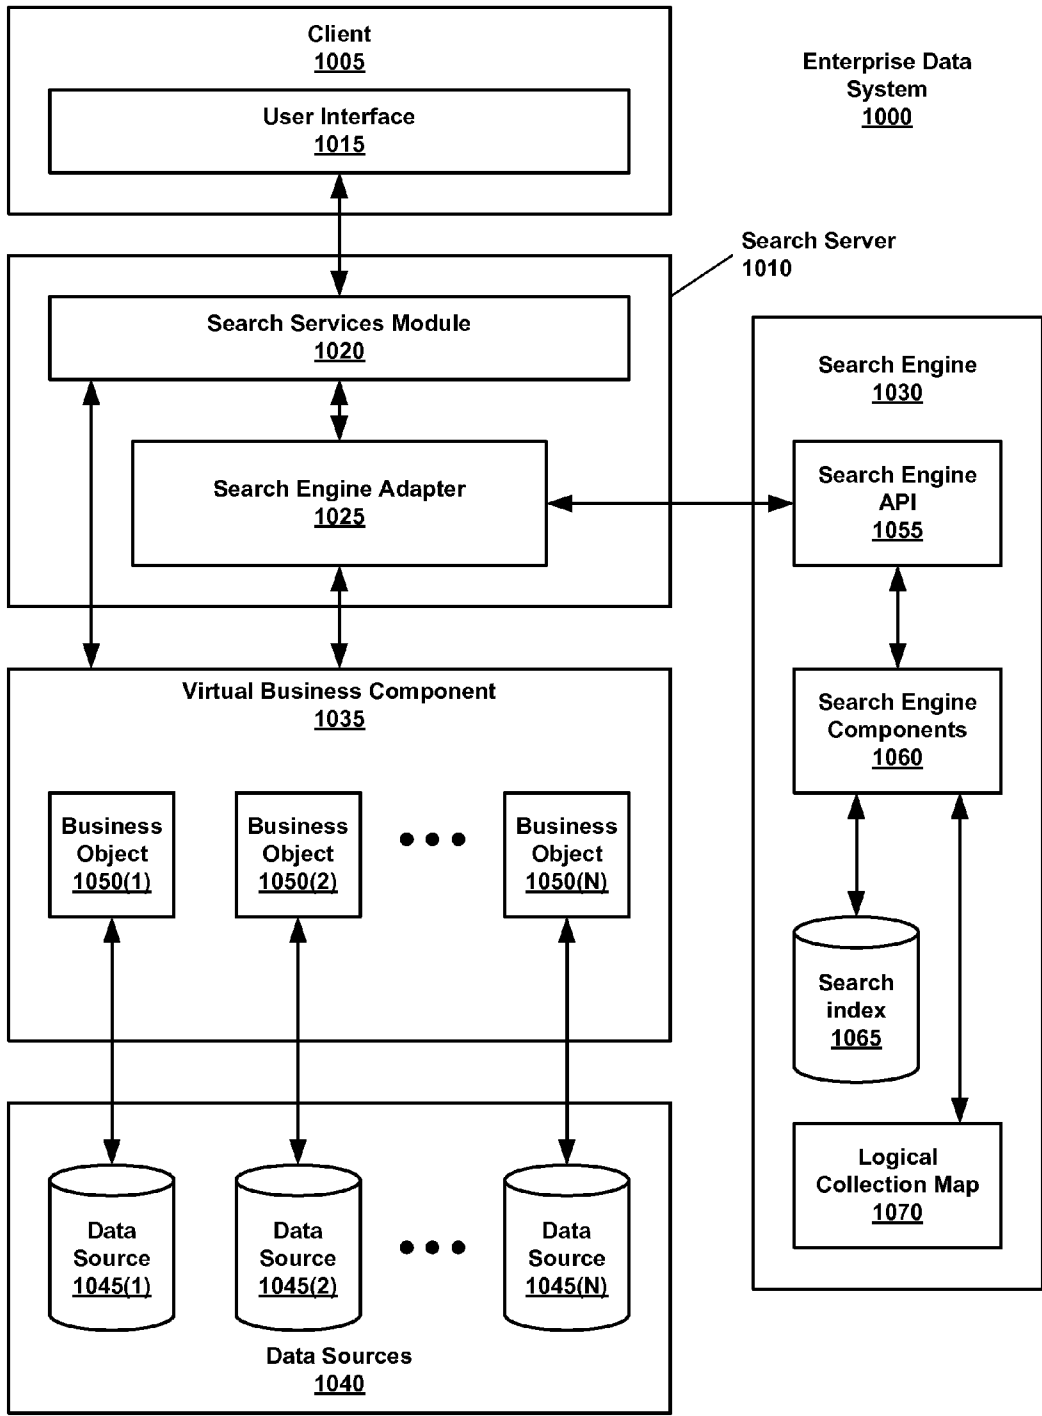 Client
1005
User Interface
1015
Enterprise Data
System
1000
Search Server
1010
Search Services Module
1020
Search Engine Adapter
1025
Search Engine
1030
Search Engine
API
1055
Search Engine
Components
1060
Search
index
1065
Logical
Collection Map
1070
Virtual Business Component
1035
Business
Object
1050(1)
Business
Object
1050(2)
Business
Object
1050(N)
Data
Source
1045(1)
Data
Source
1045(2)
Data
Source
1045(N)
Data Sources
1040